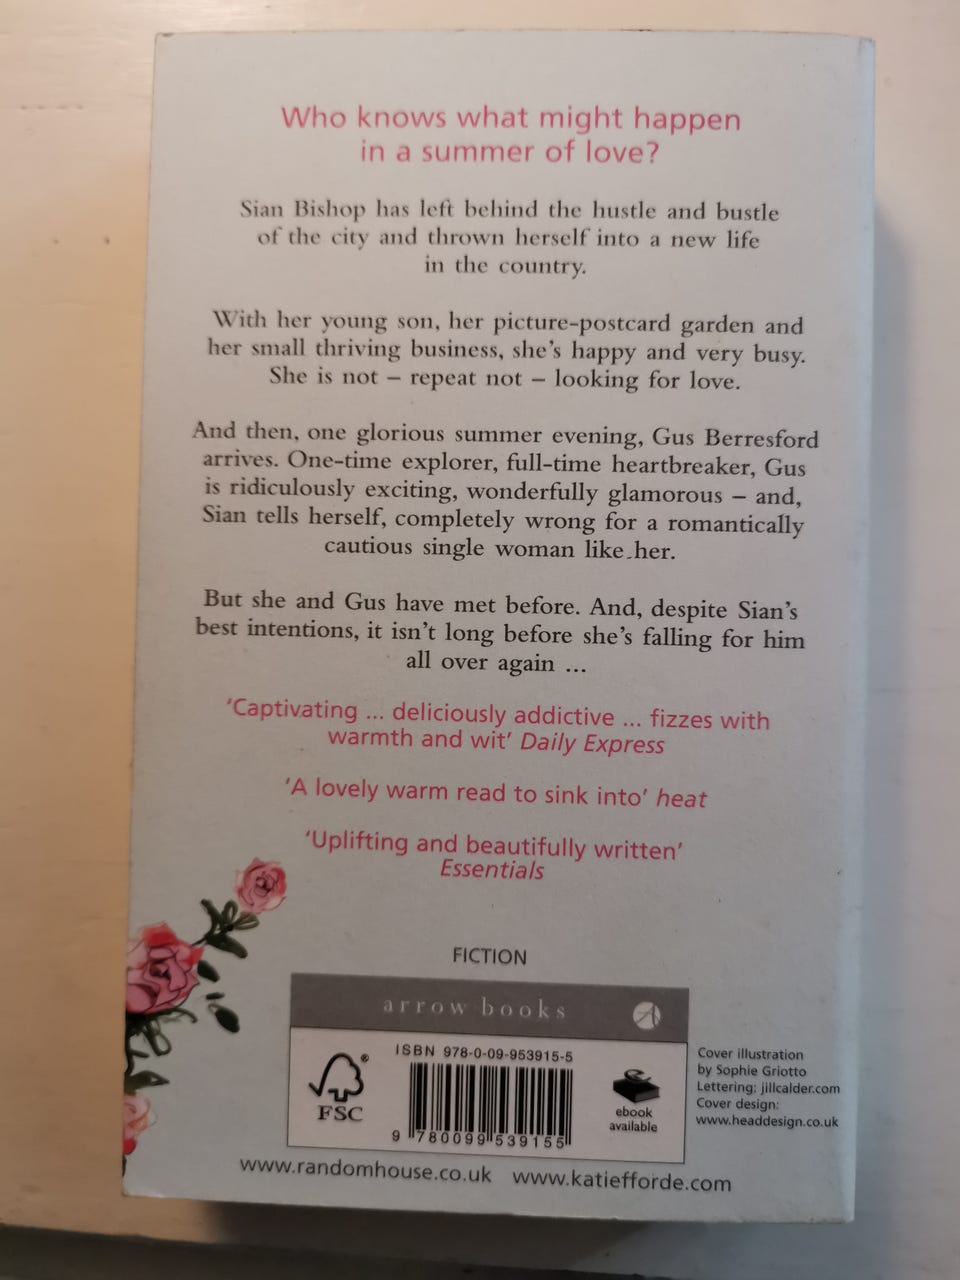 Who knows what might happen
in a summer of love?
Sian Bishop has left behind the hustle and bustle
of the city and thrown herself into a new life
in the country.
With her young son, her picture-postcard garden and
her small thriving business, she's happy and very busy.
She is not – repeat not – looking for love.
And then, one glorious summer evening, Gus Berresford
arrives. One-time explorer, full-time heartbreaker, Gus
is ridiculously exciting, wonderfully glamorous – and,
Sian tells herself, completely wrong for a romantically
cautious single woman like her.
But she and Gus have met before. And, despite Sian's
best intentions, it isn't long before she's falling for him
all over again ...
'Captivating ... deliciously addictive ... fizzes with
warmth and wit' Daily Express
'A lovely warm read to sink into' heat
'Uplifting and beautifully written'
Essentials
FICTION
arrow books
ISBN 978-0-09-953915-5
FSC
®
9 780099 539155
ebook
available
Cover illustration
by Sophie Griotto
Lettering: jillcalder.com
Cover design:
www.headdesign.co.uk
www.randomhouse.co.uk www.katiefforde.com